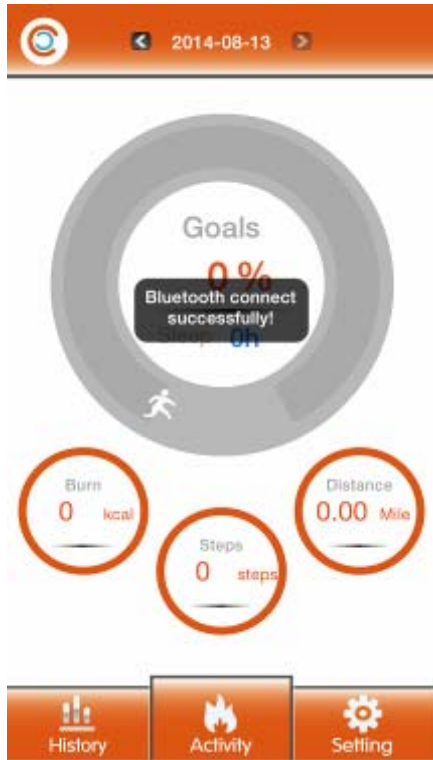 2014-08-13
Goals
0 %
Bluetooth connect
successfully!
Sleep 0h
Burn
0 kcal
Distance
0.00 Mile
Steps
0 steps
History
Activity
Setting